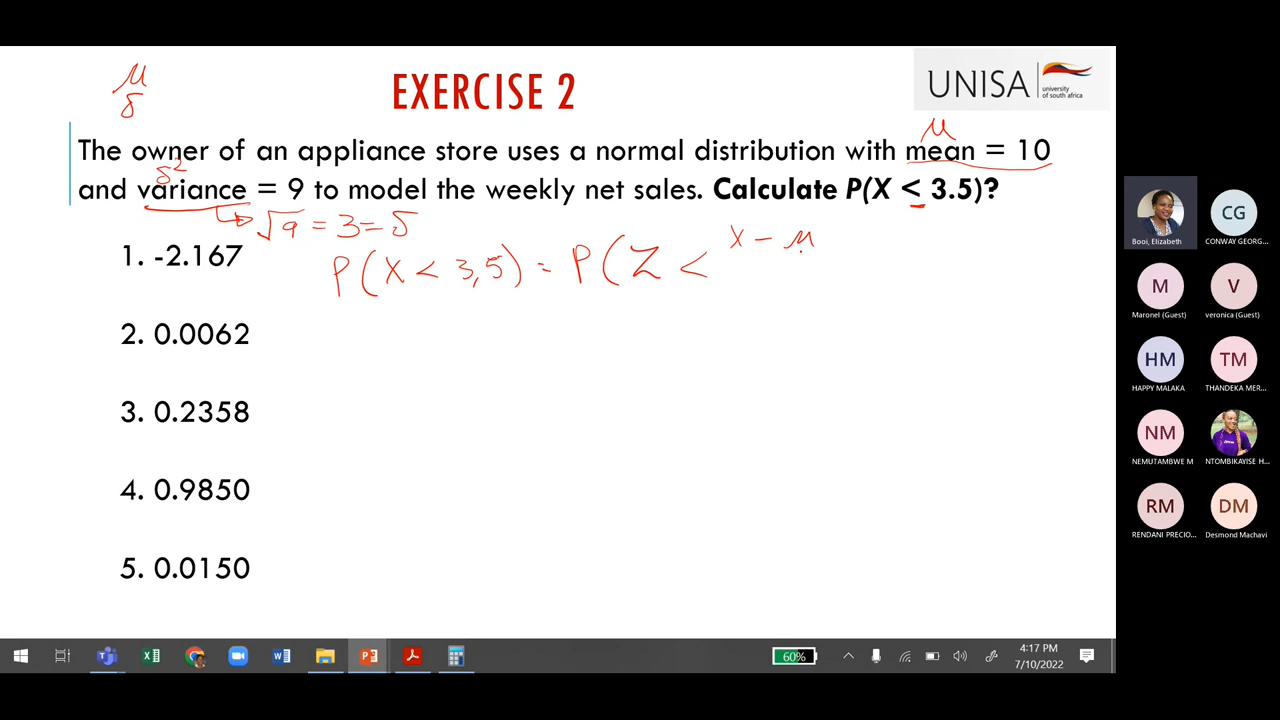 μ
δ
EXERCISE 2
UNISA
university
of south africa
μ
The owner of an appliance store uses a normal distribution with mean = 10
δ²
and variance = 9 to model the weekly net sales. Calculate P(X < 3.5)?
√9 = 3 = δ
1. -2.167
P(X < 3,5) = P(Z < x - μ
2. 0.0062
3. 0.2358
4. 0.9850
5. 0.0150
Booi, Elizabeth
CG
CONWAY GEORG...
M
Maronel (Guest)
V
veronica (Guest)
HM
HAPPY MALAKA
TM
THANDEKA MER...
NM
NEMUTAMBWE M
NTOMBIKAYISE H...
RM
RENDANI PRECIO...
DM
Desmond Machavi
60%
4:17 PM
7/10/2022